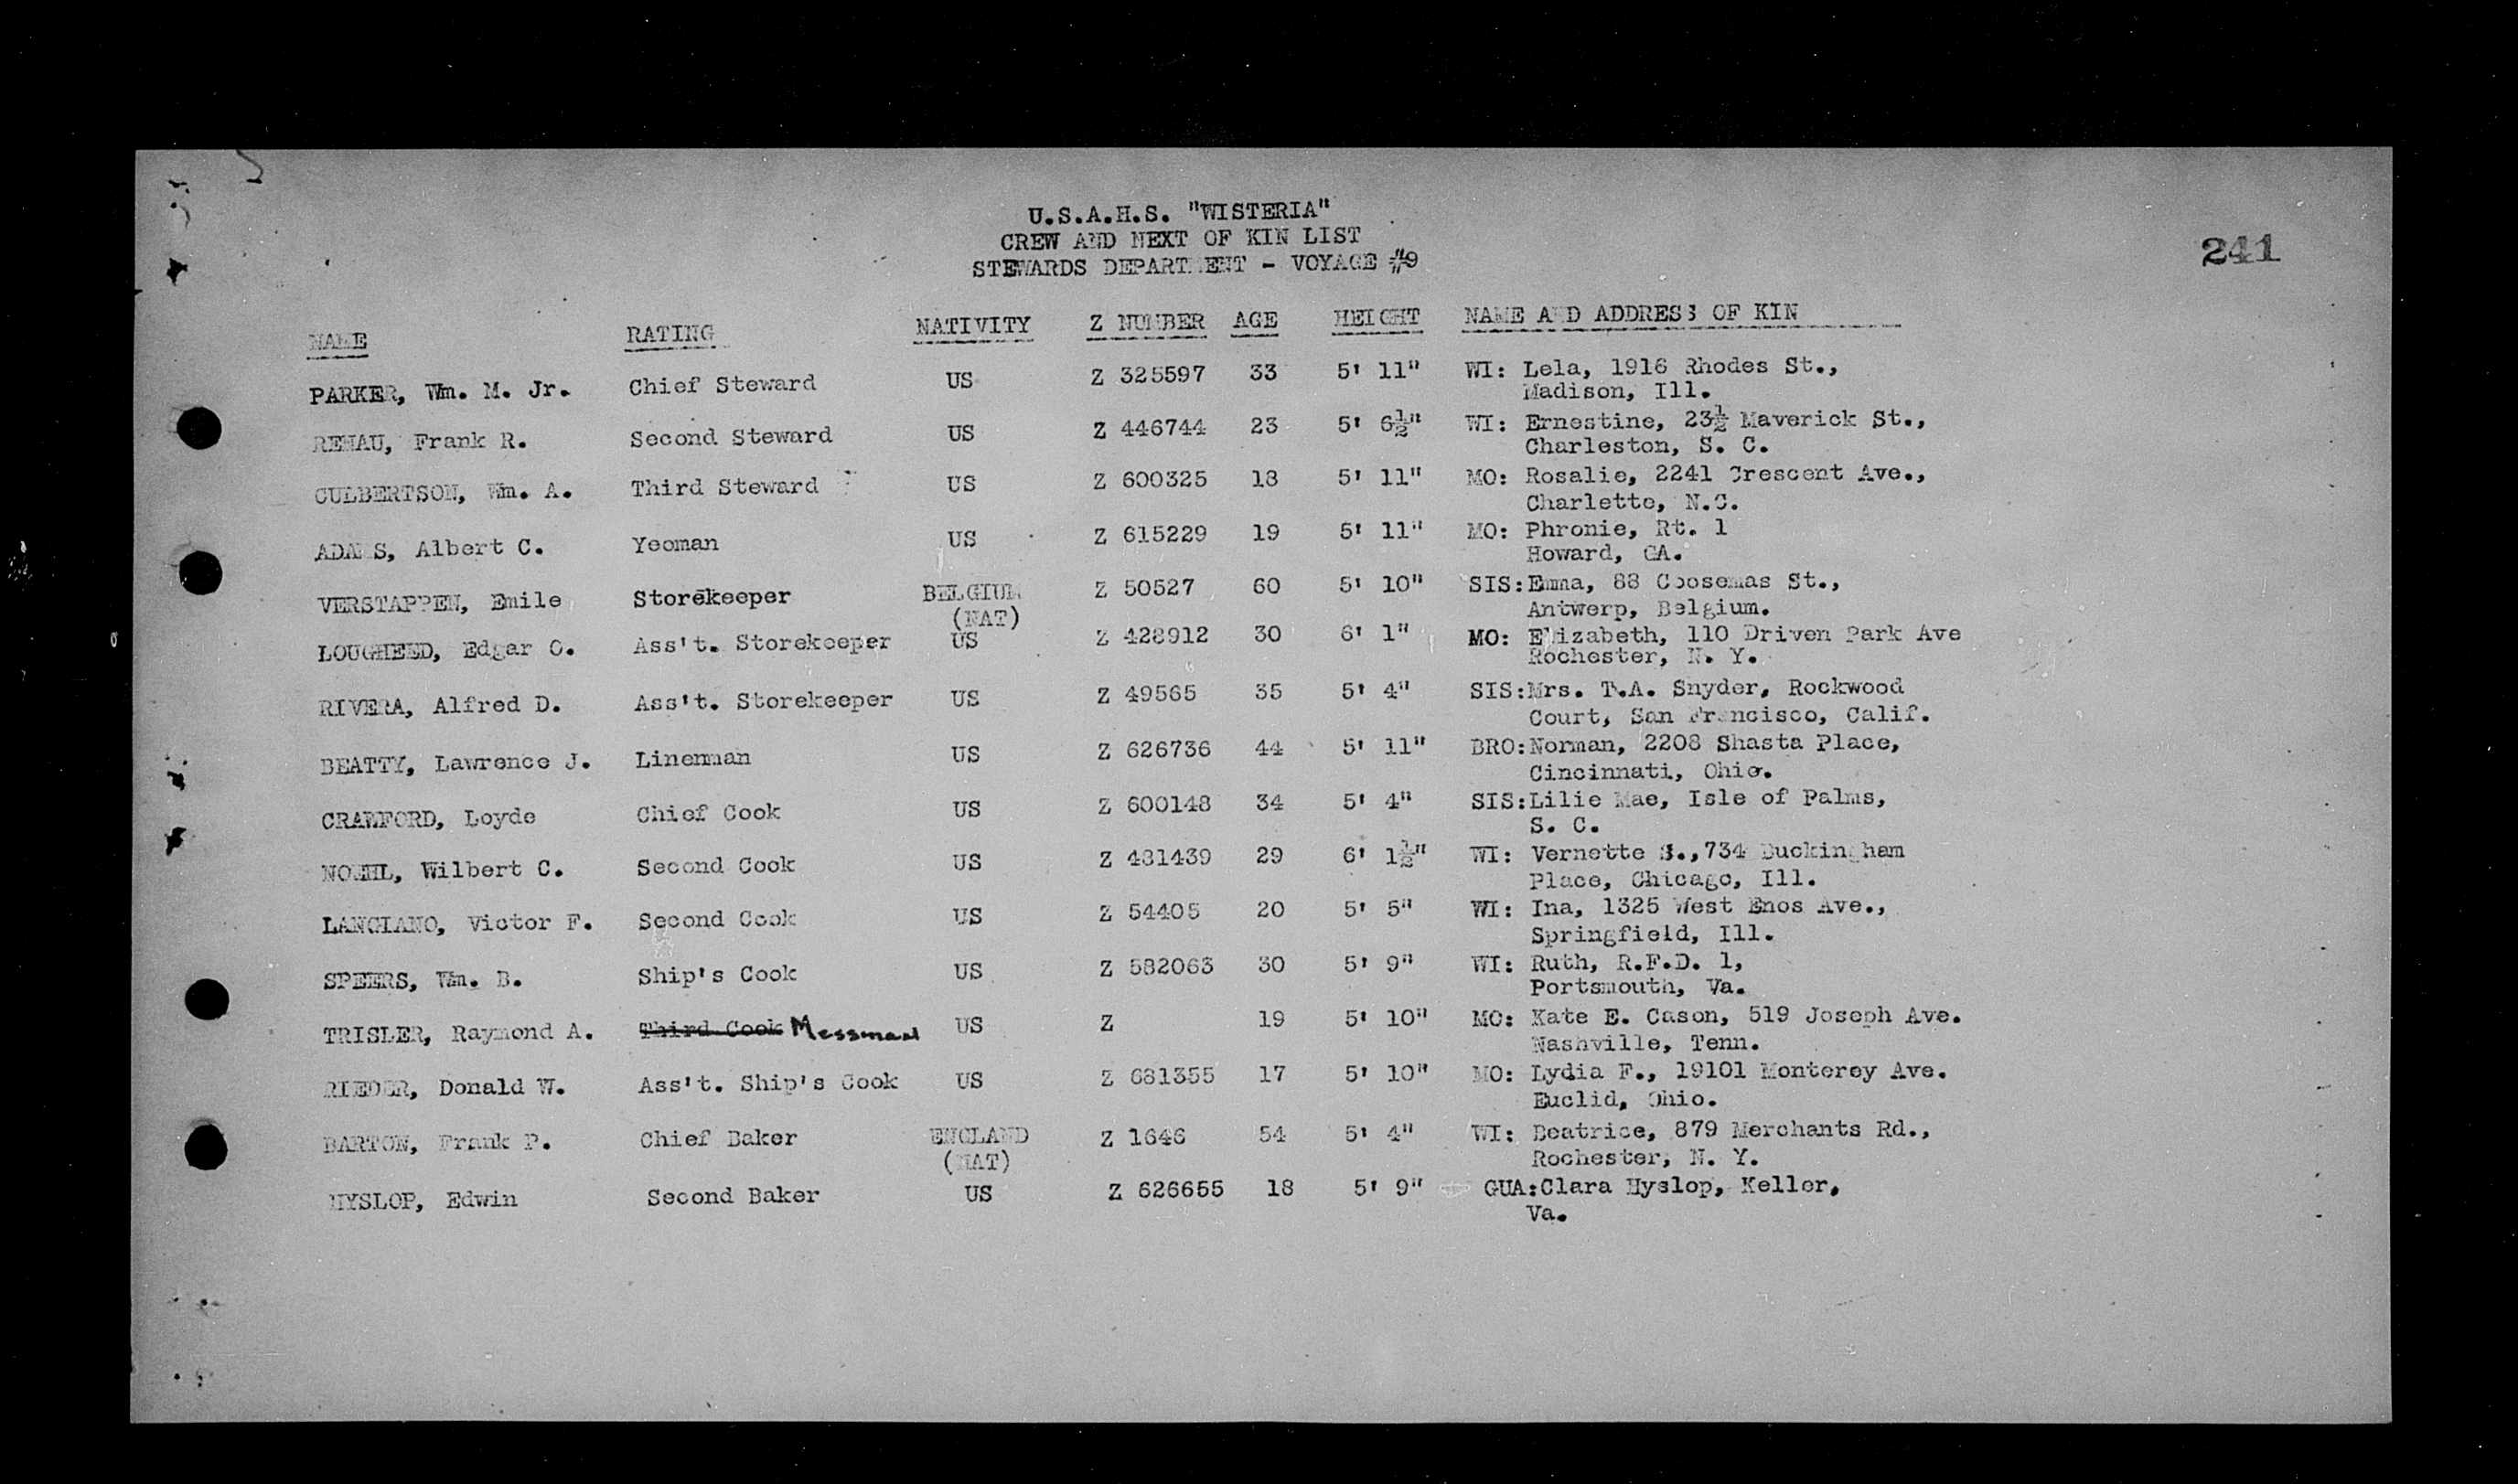 U.S.A.H.S. "WISTERIA"
CREW AND NEXT OF KIN LIST
STEWARDS DEPARTMENT - VOYAGE #9
241
NAME RATING NATIVITY Z NUMBER AGE HEIGHT NAME AND ADDRESS OF KIN
PARKER, Wm. M. Jr. Chief Steward US Z 325597 33 5' 11" WI: Lela, 1916 Rhodes St.,
Madison, Ill.
REHAU, Frank R. Second Steward US Z 446744 23 5' 6½" WI: Ernestine, 23½ Maverick St.,
Charleston, S. C.
CULBERTSON, Wm. A. Third Steward US Z 600325 18 5' 11" MO: Rosalie, 2241 Crescent Ave.,
Charlette, N.C.
ADAMS, Albert C. Yeoman US Z 615229 19 5' 11" MO: Phronie, Rt. 1
Howard, GA.
VERSTAPPEN, Emile Storekeeper BELGIUM Z 50527 60 5' 10" SIS:Emma, 88 Coosemas St.,
(NAT) Antwerp, Belgium.
LOUGHEED, Edgar O. Ass't. Storekeeper US Z 428912 30 6' 1" MO: Elizabeth, 110 Driven Park Ave
Rochester, N. Y.
RIVERA, Alfred D. Ass't. Storekeeper US Z 49565 35 5' 4" SIS:Mrs. T.A. Snyder, Rockwood
Court, San Francisco, Calif.
BEATTY, Lawrence J. Linenman US Z 626736 44 5' 11" BRO:Norman, 2208 Shasta Place,
Cincinnati, Ohio.
CRAWFORD, Loyde Chief Cook US Z 600148 34 5' 4" SIS:Lilie Mae, Isle of Palms,
S. C.
NOEHL, Wilbert C. Second Cook US Z 481439 29 6' 1½" WI: Vernette S.,734 Buckingham
Place, Chicago, Ill.
LANCIANO, Victor F. Second Cook US Z 54405 20 5' 5" WI: Ina, 1325 West Enos Ave.,
Springfield, Ill.
SPEERS, Wm. B. Ship's Cook US Z 582063 30 5' 9" WI: Ruth, R.F.D. 1,
Portsmouth, Va.
TRISLER, Raymond A. Third Cook Messman US Z 19 5' 10" MO: Kate E. Cason, 519 Joseph Ave.
Nashville, Tenn.
RIEDER, Donald W. Ass't. Ship's Cook US Z 681355 17 5' 10" MO: Lydia F., 19101 Monterey Ave.
Euclid, Ohio.
BARTON, Frank P. Chief Baker ENGLAND Z 1646 54 5' 4" WI: Beatrice, 879 Merchants Rd.,
(NAT) Rochester, N. Y.
HYSLOP, Edwin Second Baker US Z 626655 18 5' 9" GUA:Clara Hyslop, Keller,
Va.